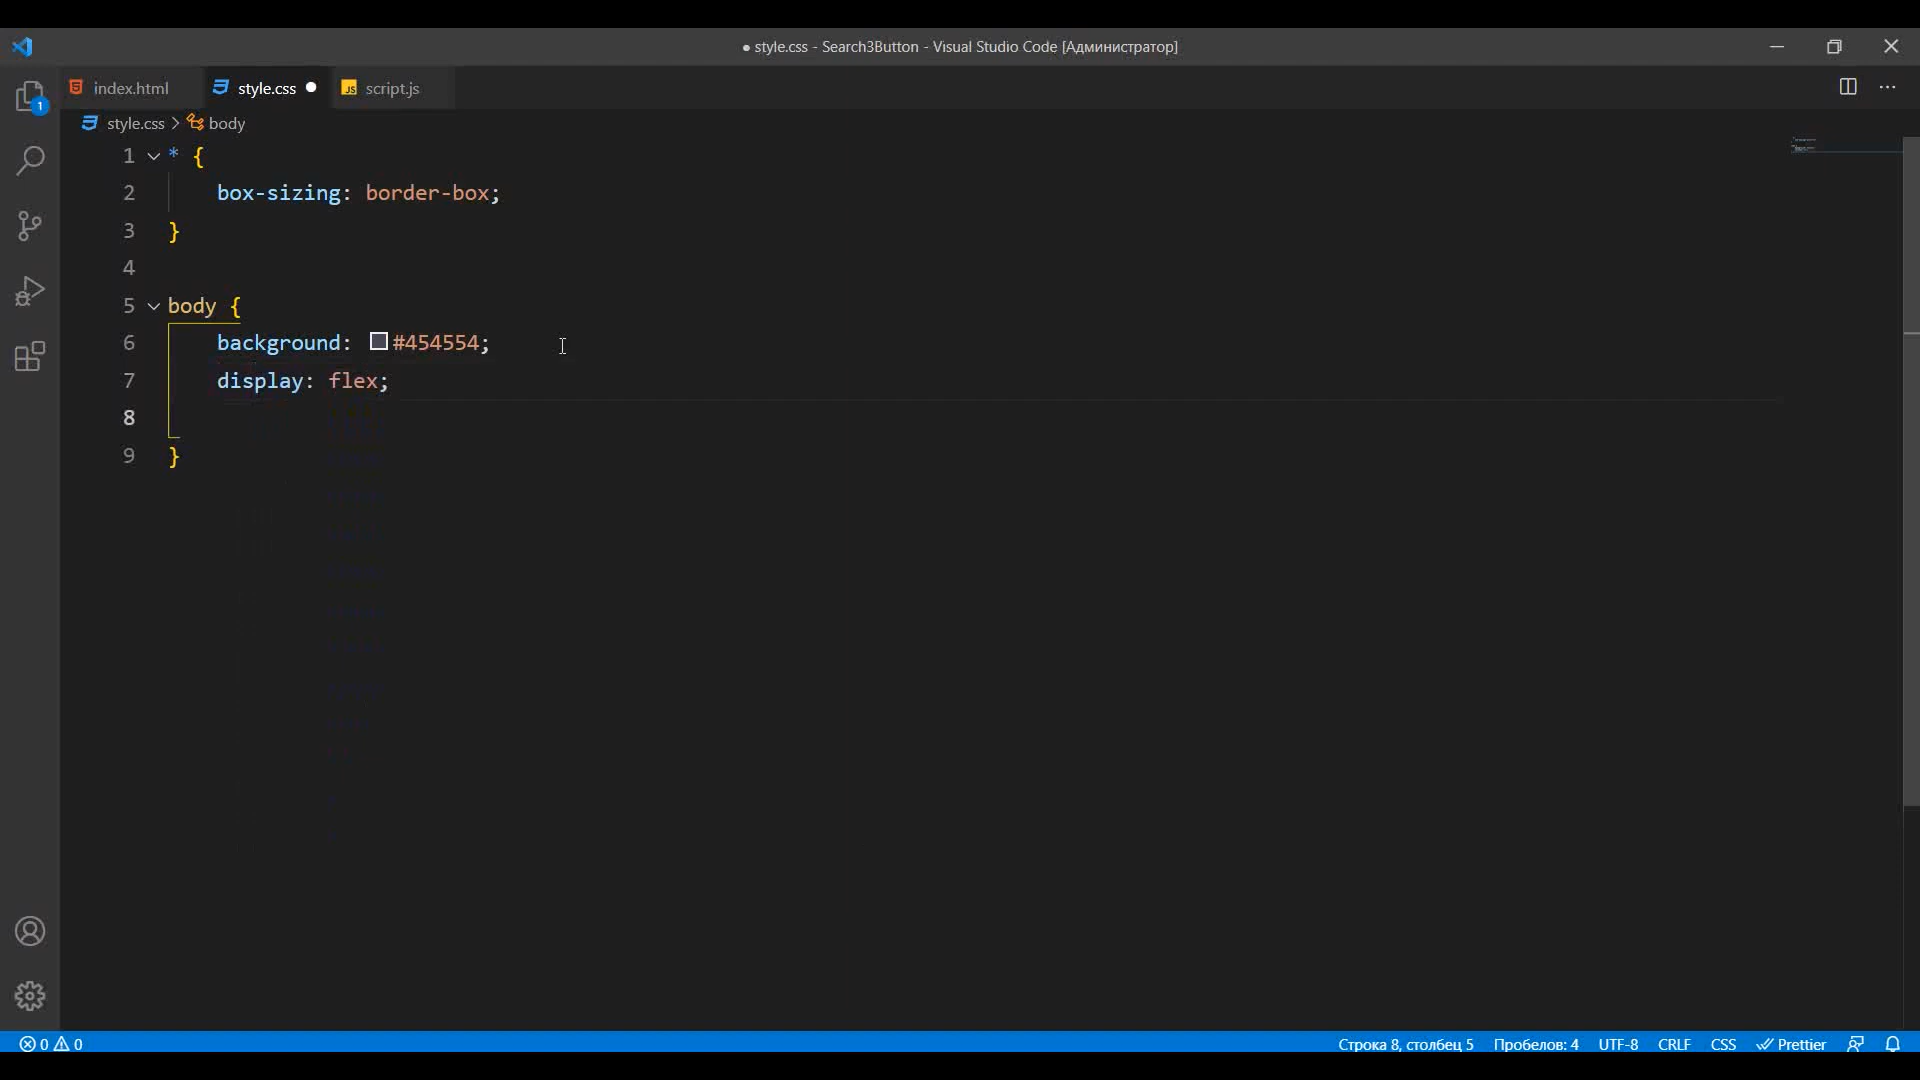 ● style.css - Search3Button - Visual Studio Code [Администратор]
index.html style.css ● script.js
style.css > body
1 * {
2 box-sizing: border-box;
3 }
4
5 body {
6 background: #454554;
7 display: flex;
8
9 }
1
0 0 Строка 8, столбец 5 Пробелов: 4 UTF-8 CRLF CSS Prettier